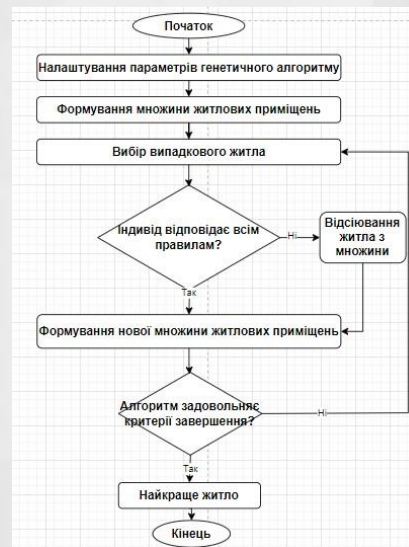 Початок
Налаштування параметрів генетичного алгоритму
Формування множини житлових приміщень
Вибір випадкового житла
Індивід відповідає всім
правилам?
Ні
Відсіювання
житла з
множини
Так
Формування нової множини житлових приміщень
Алгоритм задовольняє
критерії завершення?
Ні
Так
Найкраще житло
Кінець